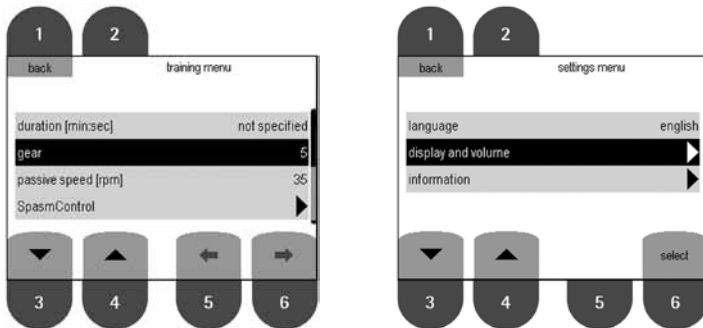 1 2
back training menu
duration [min:sec] not specified
gear 5
passive speed [rpm] 35
SpasmControl
3 4 5 6
1 2
back settings menu
language english
display and volume
information
select
3 4 5 6